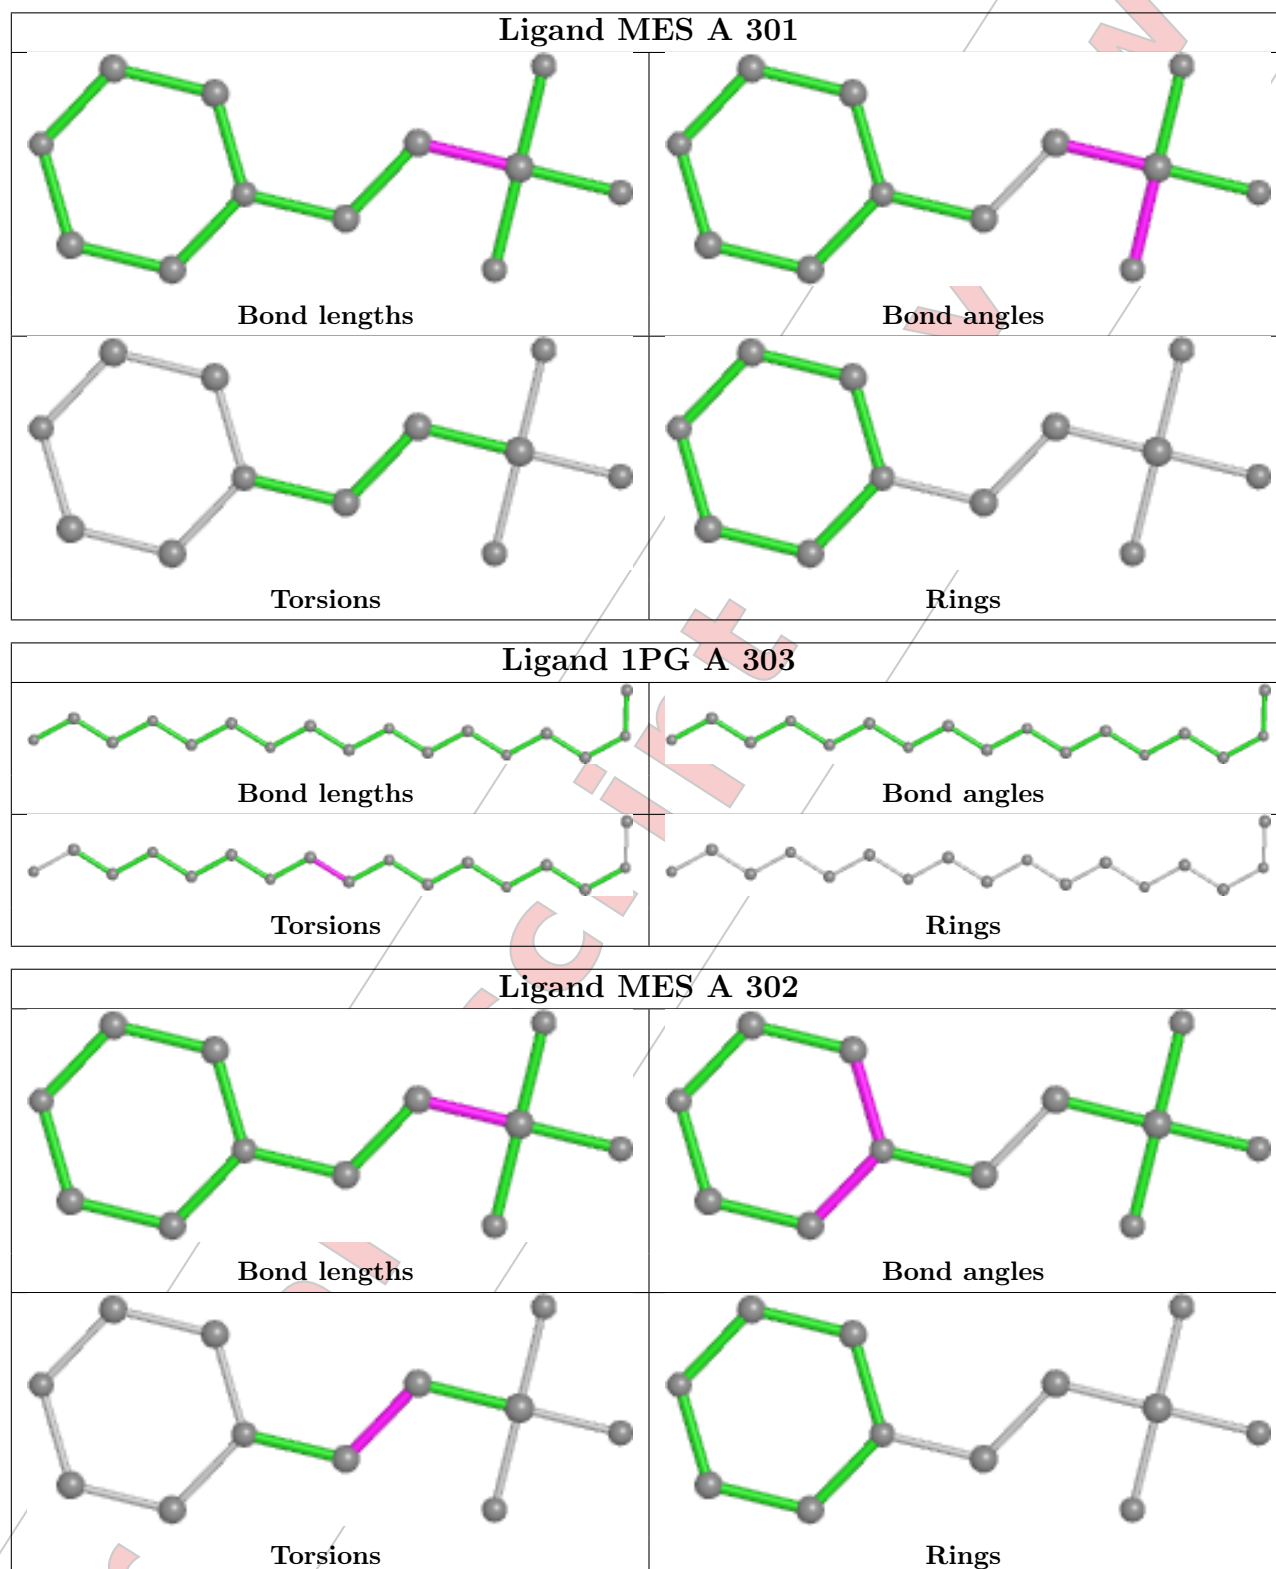 Ligand MES A 301
Bond lengths
Bond angles
Torsions
Rings
Ligand 1PG A 303
Bond lengths
Bond angles
Torsions
Rings
Ligand MES A 302
Bond lengths
Bond angles
Torsions
Rings